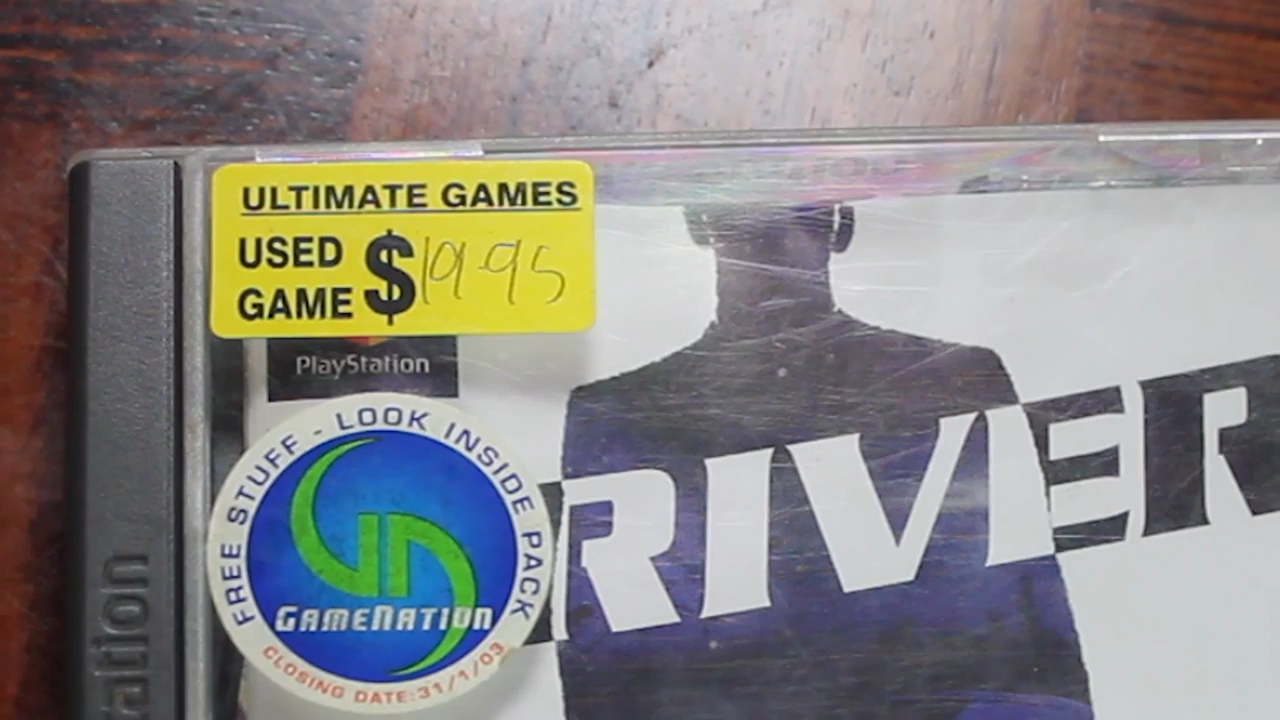 ULTIMATE GAMES
USED GAME $19.95
PlayStation
FREE STUFF - LOOK INSIDE PACK
GAMENATION
CLOSING DATE:31/1/03
RIVER
ation